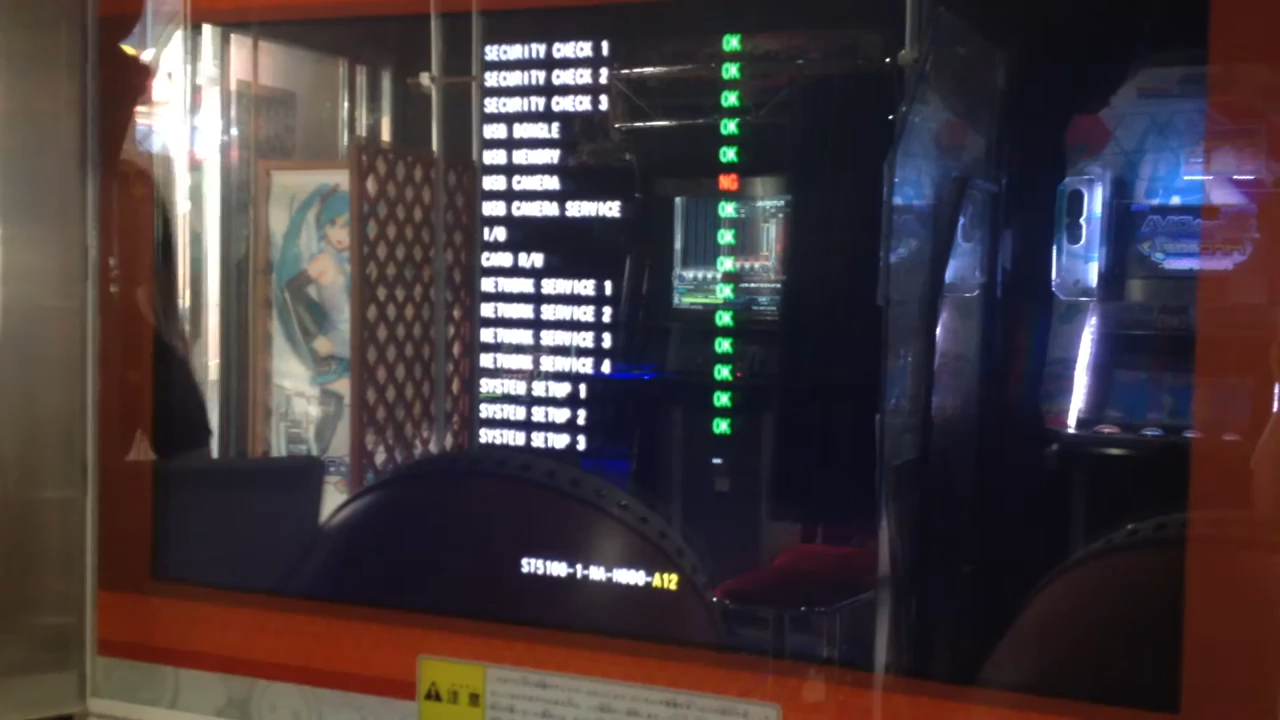 SECURITY CHECK 1 OK
SECURITY CHECK 2 OK
SECURITY CHECK 3 OK
USB DONGLE OK
USB MEMORY OK
USB CAMERA NG
USB CAMERA SERVICE OK
I/O OK
CARD R/W OK
NETWORK SERVICE 1 OK
NETWORK SERVICE 2 OK
NETWORK SERVICE 3 OK
NETWORK SERVICE 4 OK
SYSTEM SETUP 1 OK
SYSTEM SETUP 2 OK
SYSTEM SETUP 3
ST5100-1-NA-M000-A12
注意